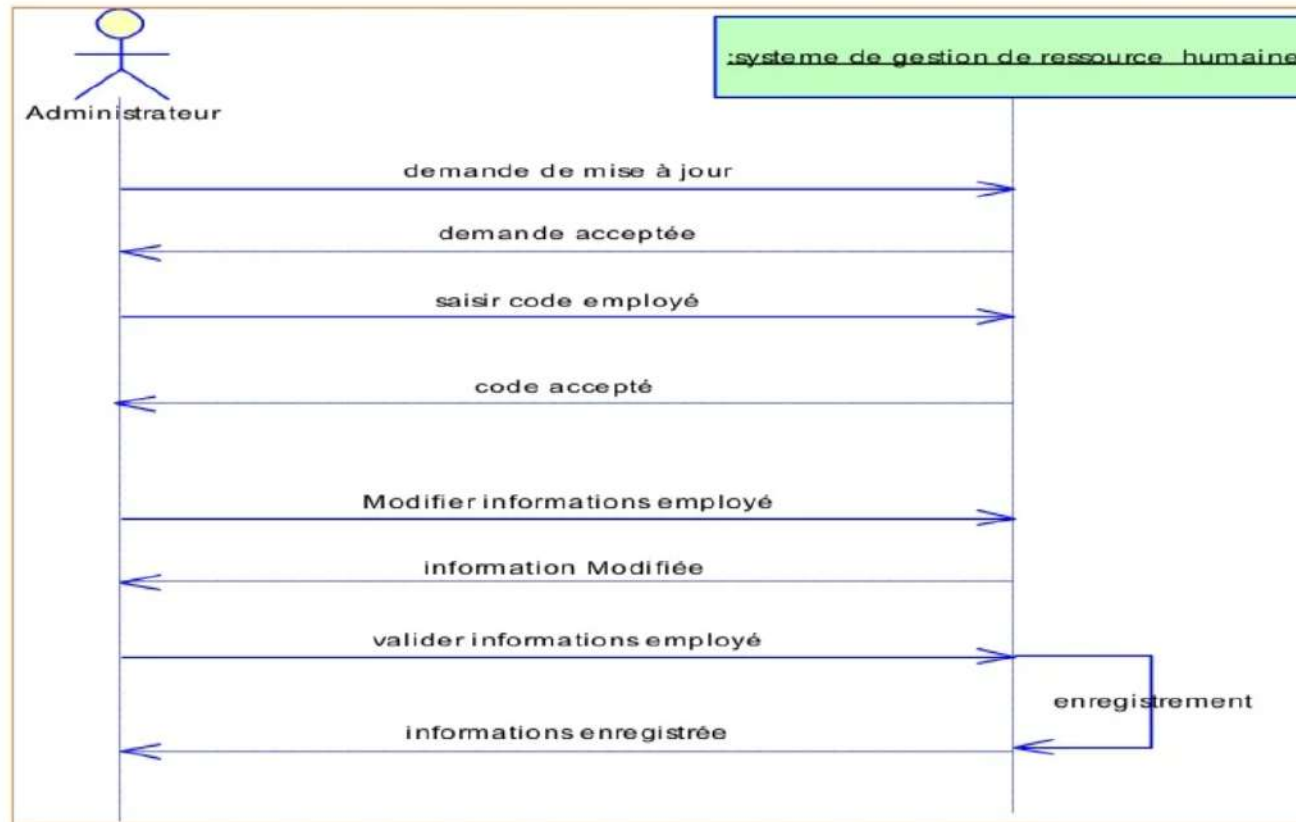 :systeme de gestion de ressource humaine
Administrateur
demande de mise à jour
demande acceptée
saisir code employé
code accepté
Modifier informations employé
information Modifiée
valider informations employé
enregistrement
informations enregistrée